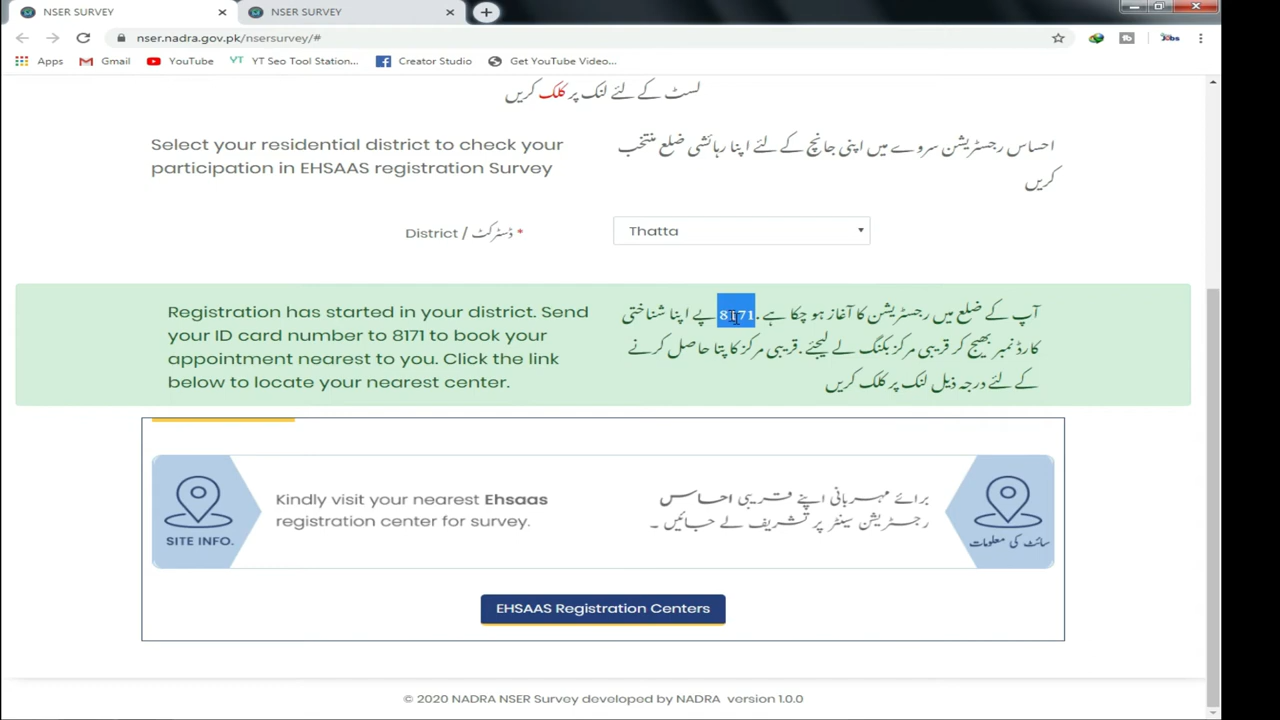 NSER SURVEY
NSER SURVEY
nser.nadra.gov.pk/nsersurvey/#
Apps Gmail YouTube YT Seo Tool Station... Creator Studio Get YouTube Video...
لسٹ کے لئے لنک پر کلک کریں
Select your residential district to check your
participation in EHSAAS registration Survey
احساس رجسٹریشن سروے میں اپنی جانچ کے لئے اپنا رہائشی ضلع منتخب
کریں
District / ڈسٹرکٹ *
Thatta
Registration has started in your district. Send
your ID card number to 8171 to book your
appointment nearest to you. Click the link
below to locate your nearest center.
آپ کے ضلع میں رجسٹریشن کا آغاز ہو چکا ہے .8171 پے اپنا شناختی
کارڈ نمبر بھیج کر قریبی مرکز بکنگ لے لیجئے .قریبی مرکز کا پتا حاصل کرنے
کے لئے درجہ ذیل لنک پر کلک کریں
SITE INFO.
Kindly visit your nearest Ehsaas
registration center for survey.
برائے مہربانی اپنے قریبی احساس
رجسٹریشن سینٹر پر تشریف لے جائیں ۔
سائٹ کی معلومات
EHSAAS Registration Centers
© 2020 NADRA NSER Survey developed by NADRA version 1.0.0